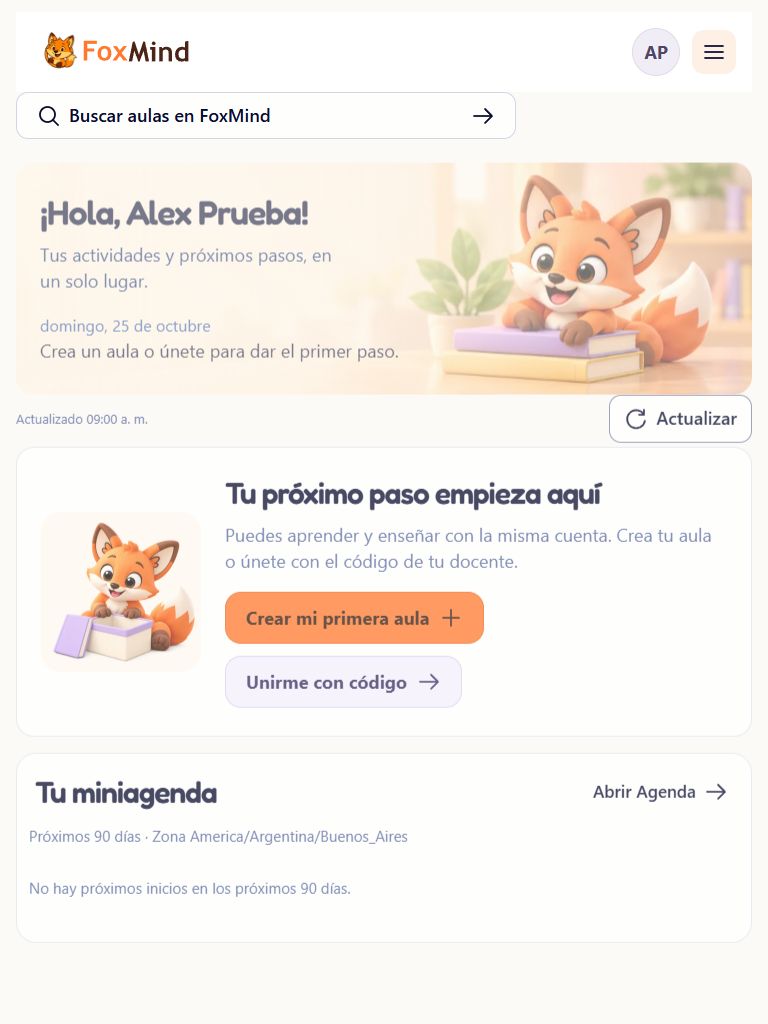 FoxMind
AP
Buscar aulas en FoxMind
¡Hola, Alex Prueba!
Tus actividades y próximos pasos, en
un solo lugar.
domingo, 25 de octubre
Crea un aula o únete para dar el primer paso.
Actualizado 09:00 a. m.
Actualizar
Tu próximo paso empieza aquí
Puedes aprender y enseñar con la misma cuenta. Crea tu aula
o únete con el código de tu docente.
Crear mi primera aula
Unirme con código
Tu miniagenda
Abrir Agenda
Próximos 90 días · Zona America/Argentina/Buenos_Aires
No hay próximos inicios en los próximos 90 días.